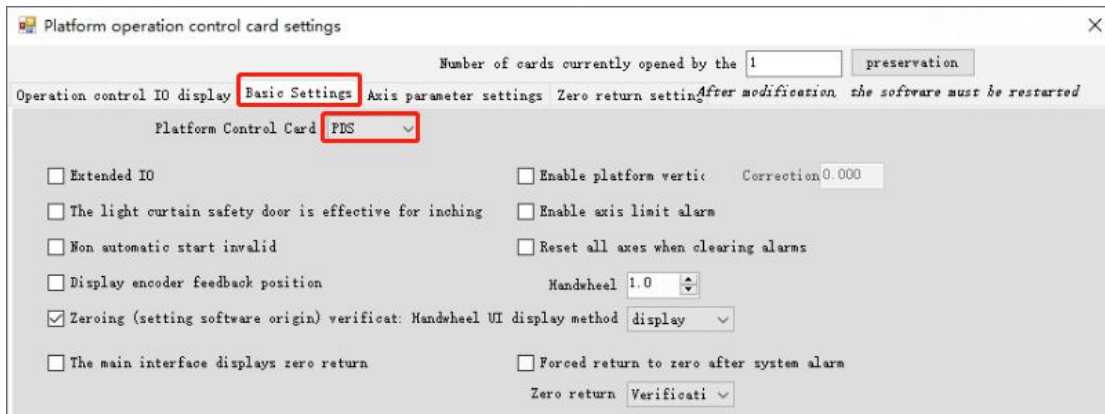 Platform operation control card settings
Number of cards currently opened by the 1 preservation
Operation control IO display Basic Settings Axis parameter settings Zero return setting After modification, the software must be restarted
Platform Control Card PDS
Extended IO Enable platform vertic Correction 0.000
The light curtain safety door is effective for inching Enable axis limit alarm
Non automatic start invalid Reset all axes when clearing alarms
Display encoder feedback position Handwheel 1.0
Zeroing (setting software origin) verificat: Handwheel UI display method display
The main interface displays zero return Forced return to zero after system alarm
Zero return Verificati